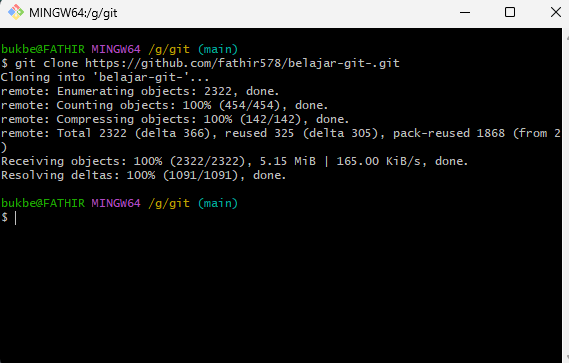 MINGW64:/g/git
bukbe@FATHIR MINGW64 /g/git (main)
$ git clone https://github.com/fathir578/belajar-git-.git
Cloning into 'belajar-git-'...
remote: Enumerating objects: 2322, done.
remote: Counting objects: 100% (454/454), done.
remote: Compressing objects: 100% (142/142), done.
remote: Total 2322 (delta 366), reused 325 (delta 305), pack-reused 1868 (from 2
)
Receiving objects: 100% (2322/2322), 5.15 MiB | 165.00 KiB/s, done.
Resolving deltas: 100% (1091/1091), done.
bukbe@FATHIR MINGW64 /g/git (main)
$